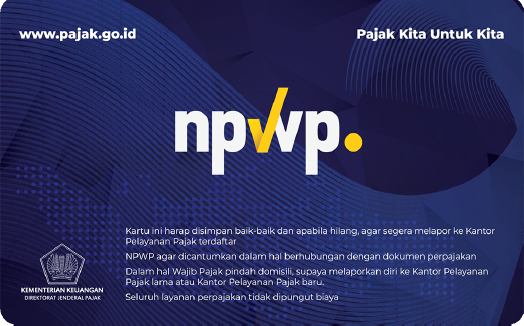 www.pajak.go.id
Pajak Kita Untuk Kita
npwp.
Kartu ini harap disimpan baik-baik dan apabila hilang, agar segera melapor ke Kantor
Pelayanan Pajak terdaftar
NPWP agar dicantumkan dalam hal berhubungan dengan dokumen perpajakan
Dalam hal Wajib Pajak pindah domisili, supaya melaporkan diri ke Kantor Pelayanan
Pajak lama atau Kantor Pelayanan Pajak baru.
Seluruh layanan perpajakan tidak dipungut biaya
KEMENTERIAN KEUANGAN
DIREKTORAT JENDERAL PAJAK